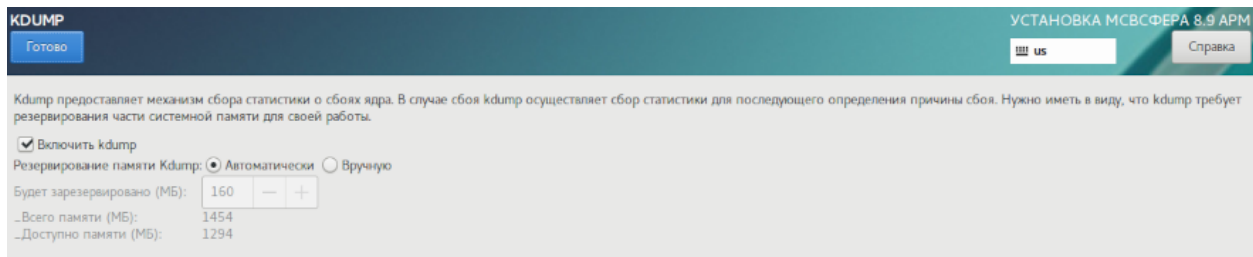 KDUMP
УСТАНОВКА МСВСФЕРА 8.9 АРМ
Готово
us
Справка
Kdump предоставляет механизм сбора статистики о сбоях ядра. В случае сбоя kdump осуществляет сбор статистики для последующего определения причины сбоя. Нужно иметь в виду, что kdump требует
резервирования части системной памяти для своей работы.
Включить kdump
Резервирование памяти Kdump: Автоматически Вручную
Будет зарезервировано (МБ): 160 — +
_Всего памяти (МБ): 1454
_Доступно памяти (МБ): 1294